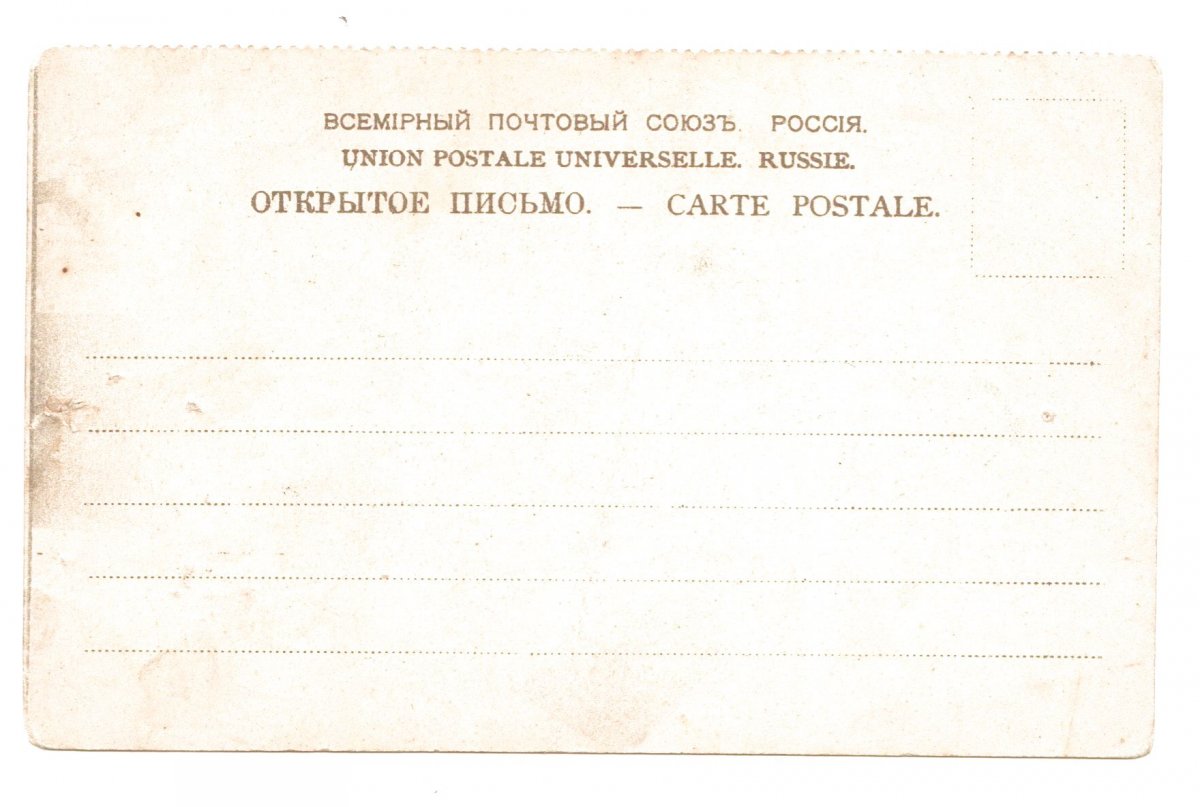 ВСЕМІРНЫЙ ПОЧТОВЫЙ СОЮЗЪ. РОССІЯ.
UNION POSTALE UNIVERSELLE. RUSSIE.
ОТКРЫТОЕ ПИСЬМО. — CARTE POSTALE.